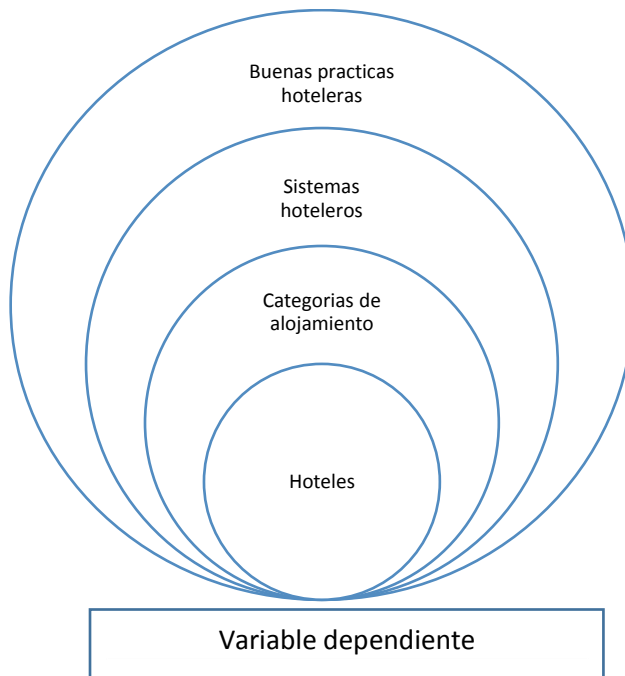 Buenas practicas
hoteleras
Sistemas
hoteleros
Categorias de
alojamiento
Hoteles
Variable dependiente